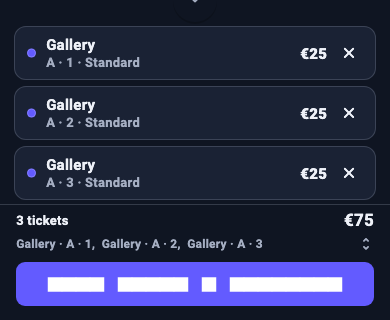 Gallery
A · 1 · Standard
€25 ×
Gallery
A · 2 · Standard
€25 ×
Gallery
A · 3 · Standard
€25 ×
3 tickets €75
Gallery · A · 1, Gallery · A · 2, Gallery · A · 3